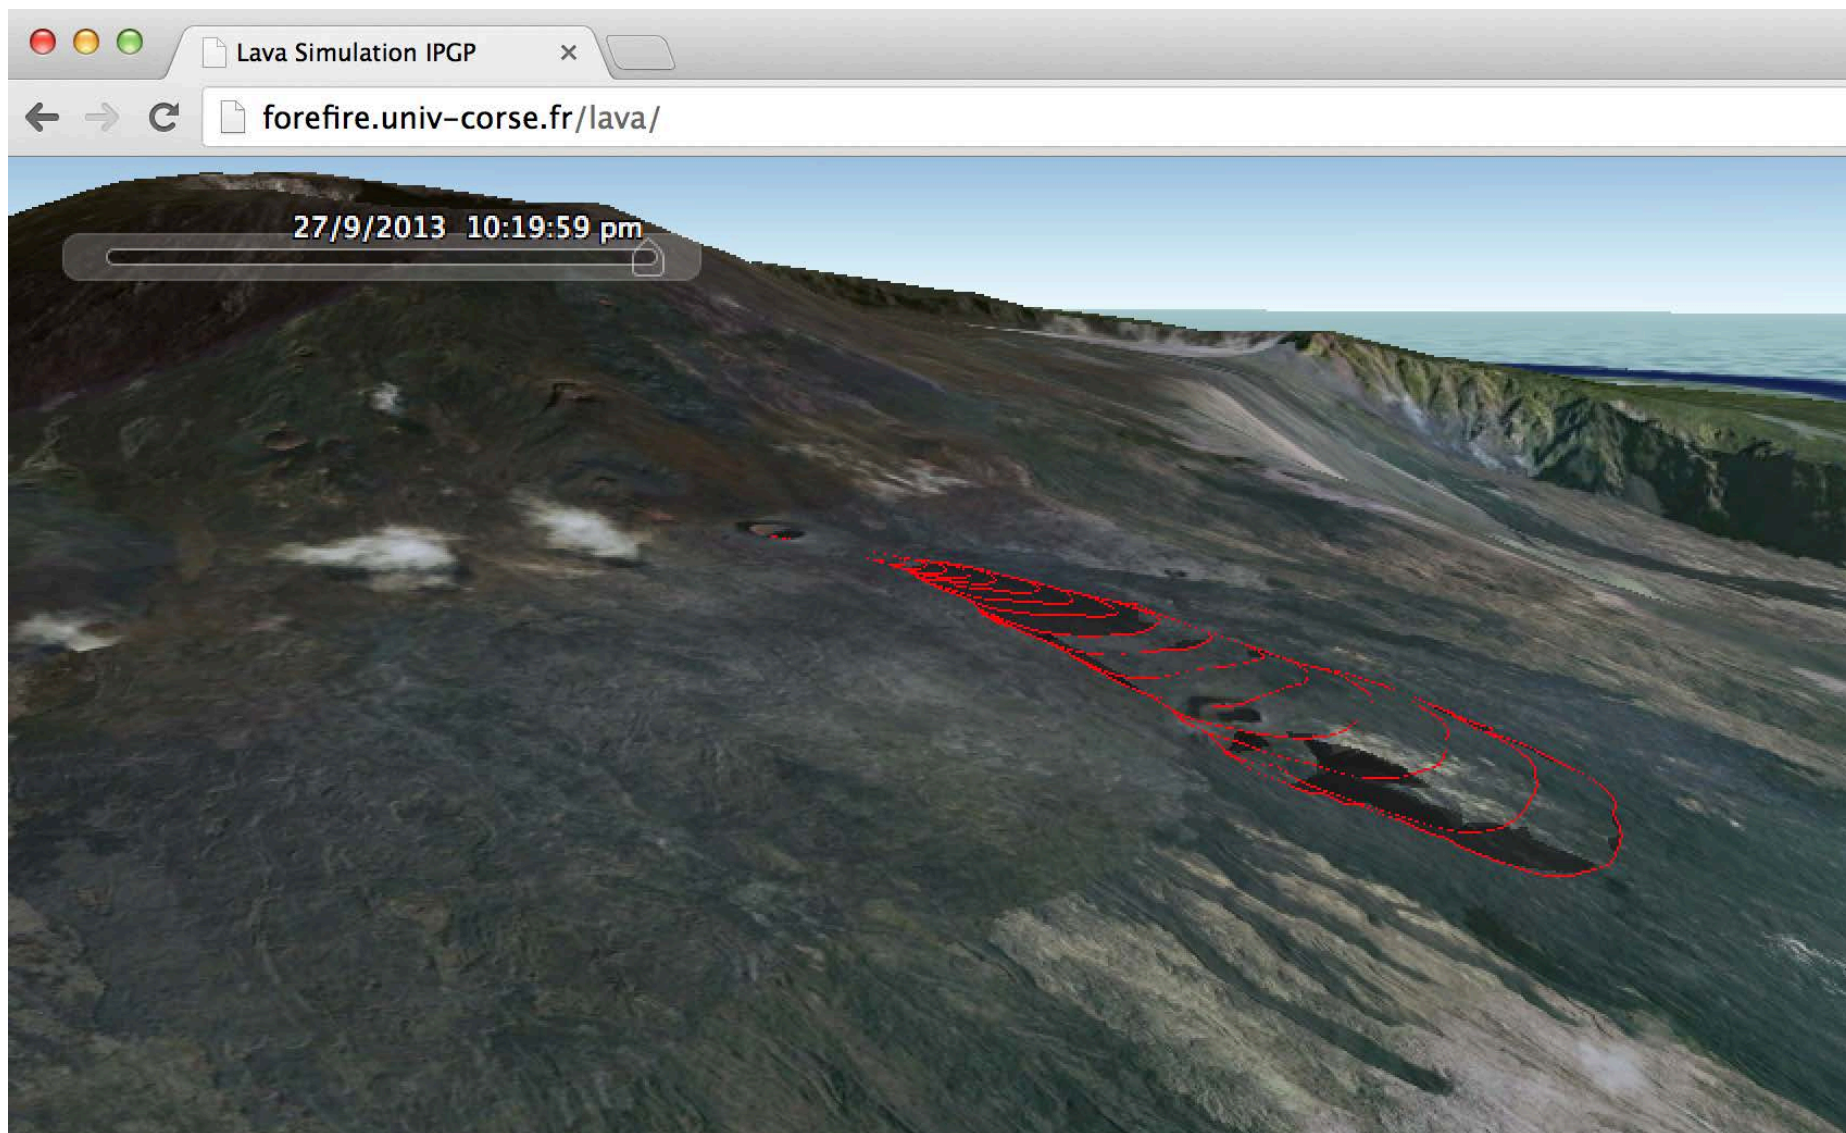 Lava Simulation IPGP
forefire.univ-corse.fr/lava/
27/9/2013 10:19:59 pm